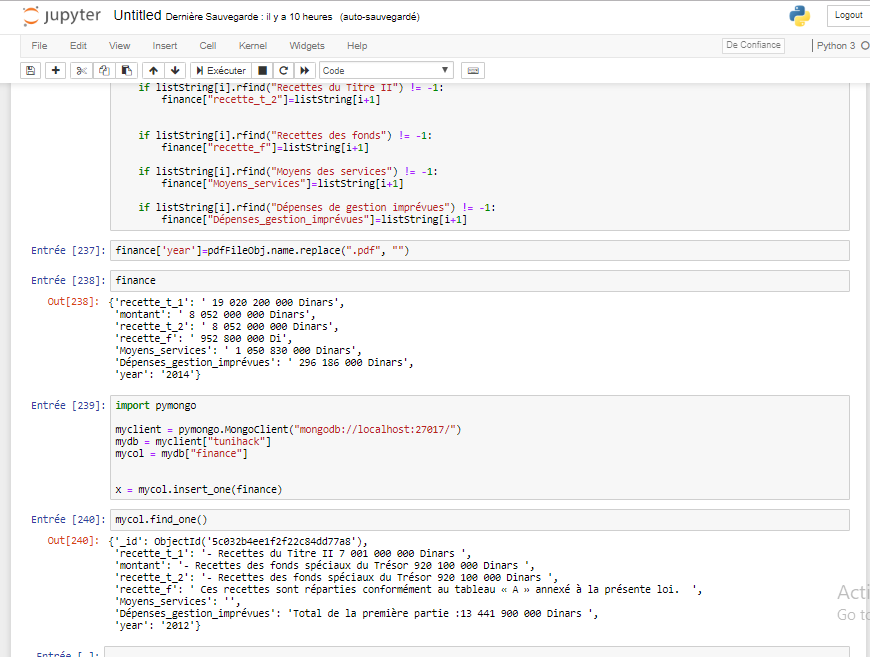 jupyter Untitled Dernière Sauvegarde : il y a 10 heures (auto-sauvegardé)
Logout
File Edit View Insert Cell Kernel Widgets Help
De Confiance
Python 3
Exécuter
Code
if listString[i].rfind("Recettes du Titre II") != -1:
finance["recette_t_2"]=listString[i+1]
if listString[i].rfind("Recettes des fonds") != -1:
finance["recette_f"]=listString[i+1]
if listString[i].rfind("Moyens des services") != -1:
finance["Moyens_services"]=listString[i+1]
if listString[i].rfind("Dépenses de gestion imprévues") != -1:
finance["Dépenses_gestion_imprévues"]=listString[i+1]
Entrée [237]: finance['year']=pdfFileObj.name.replace(".pdf", "")
Entrée [238]: finance
Out[238]: {'recette_t_1': ' 19 020 200 000 Dinars',
'montant': ' 8 052 000 000 Dinars',
'recette_t_2': ' 8 052 000 000 Dinars',
'recette_f': ' 952 800 000 Di',
'Moyens_services': ' 1 050 830 000 Dinars',
'Dépenses_gestion_imprévues': ' 296 186 000 Dinars',
'year': '2014'}
Entrée [239]: import pymongo
myclient = pymongo.MongoClient("mongodb://localhost:27017/")
mydb = myclient["tunihack"]
mycol = mydb["finance"]
x = mycol.insert_one(finance)
Entrée [240]: mycol.find_one()
Out[240]: {'_id': ObjectId('5c032b4ee1f2f22c84dd77a8'),
'recette_t_1': '- Recettes du Titre II 7 001 000 000 Dinars ',
'montant': '- Recettes des fonds spéciaux du Trésor 920 100 000 Dinars ',
'recette_t_2': '- Recettes des fonds spéciaux du Trésor 920 100 000 Dinars ',
'recette_f': ' Ces recettes sont réparties conformément au tableau « A » annexé à la présente loi.  ',
'Moyens_services': '',
'Dépenses_gestion_imprévues': 'Total de la première partie :13 441 900 000 Dinars ',
'year': '2012'}
Acti
Go to
Entrée [ ]: